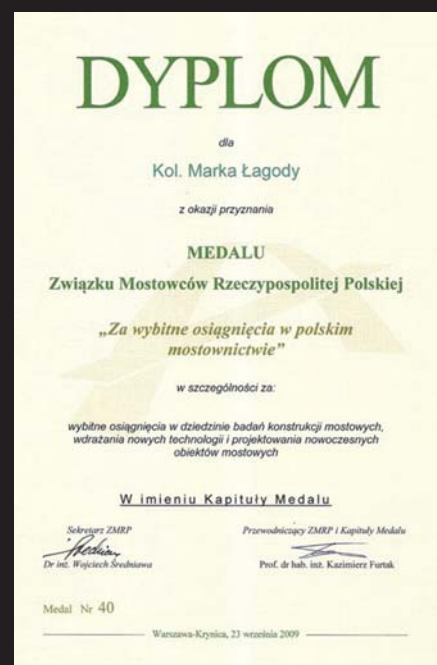 DYPLOM
dla
Kol. Marka Łagody
z okazji przyznania
MEDALU
Związku Mostowców Rzeczypospolitej Polskiej
„Za wybitne osiągnięcia w polskim
mostownictwie”
w szczególności za:
wybitne osiągnięcia w dziedzinie badań konstrukcji mostowych,
wdrażania nowych technologii i projektowania nowoczesnych
obiektów mostowych
W imieniu Kapituły Medalu
Sekretarz ZMRP
Dr inż. Wojciech Średniawa
Przewodniczący ZMRP i Kapituły Medalu
Prof. dr hab. inż. Kazimierz Furtak
Medal Nr 40
Warszawa-Krynica, 23 września 2009